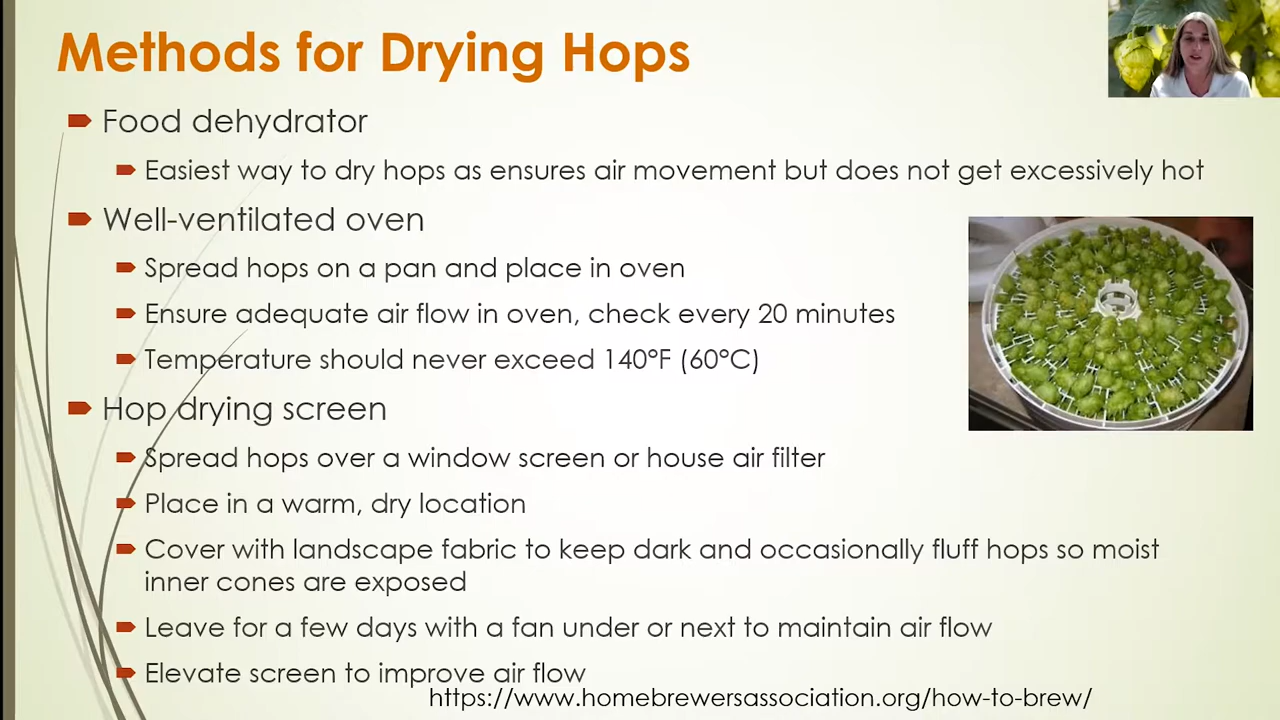 Methods for Drying Hops
Food dehydrator
Easiest way to dry hops as ensures air movement but does not get excessively hot
Well-ventilated oven
Spread hops on a pan and place in oven
Ensure adequate air flow in oven, check every 20 minutes
Temperature should never exceed 140°F (60°C)
Hop drying screen
Spread hops over a window screen or house air filter
Place in a warm, dry location
Cover with landscape fabric to keep dark and occasionally fluff hops so moist
inner cones are exposed
Leave for a few days with a fan under or next to maintain air flow
Elevate screen to improve air flow
https://www.homebrewersassociation.org/how-to-brew/